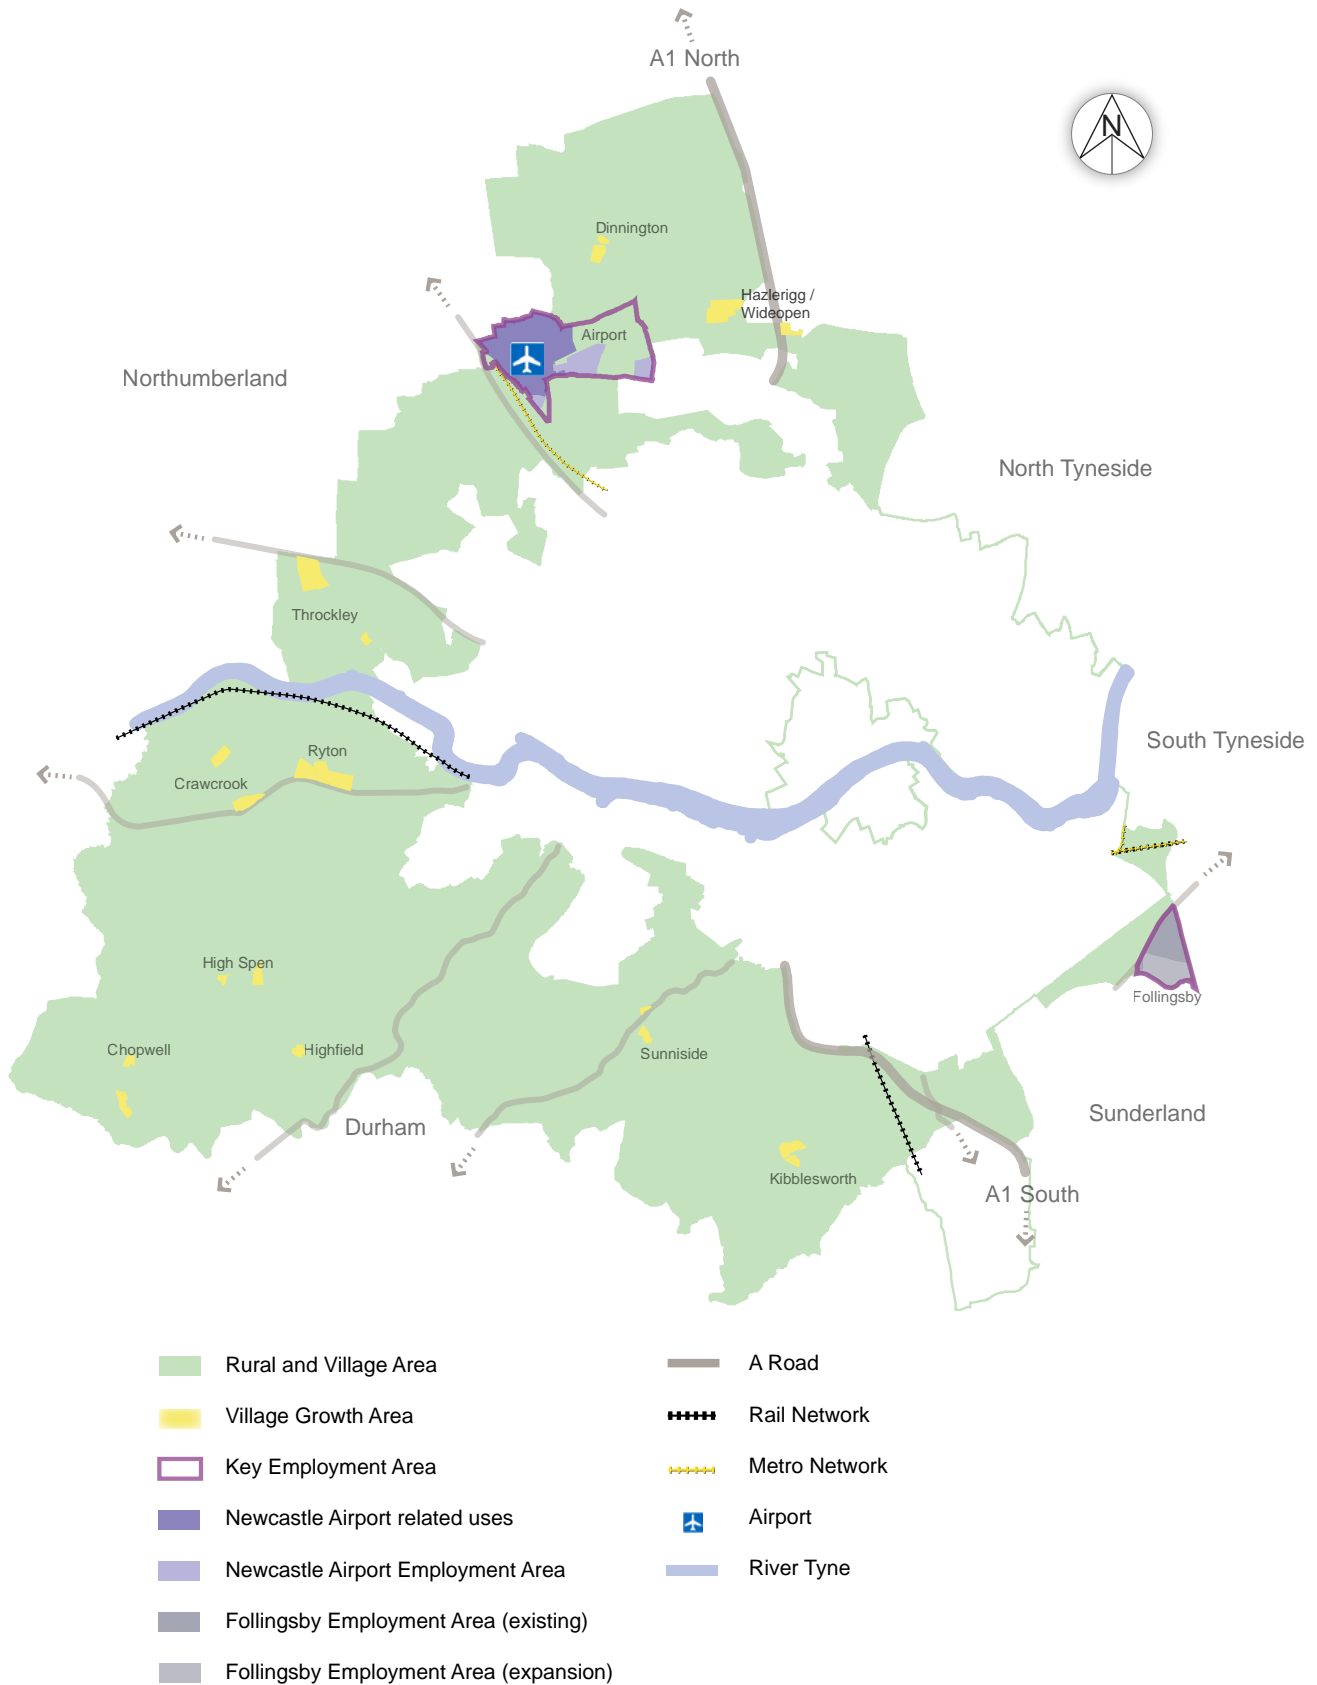 A1 North
N
Dinnington
Hazlerigg /
Wideopen
Airport
Northumberland
North Tyneside
Throckley
South Tyneside
Ryton
Crawcrook
High Spen
Follingsby
Chopwell
Highfield
Sunniside
Durham
Sunderland
Kibblesworth
A1 South
Rural and Village Area
Village Growth Area
Key Employment Area
Newcastle Airport related uses
Newcastle Airport Employment Area
Follingsby Employment Area (existing)
Follingsby Employment Area (expansion)
A Road
Rail Network
Metro Network
Airport
River Tyne